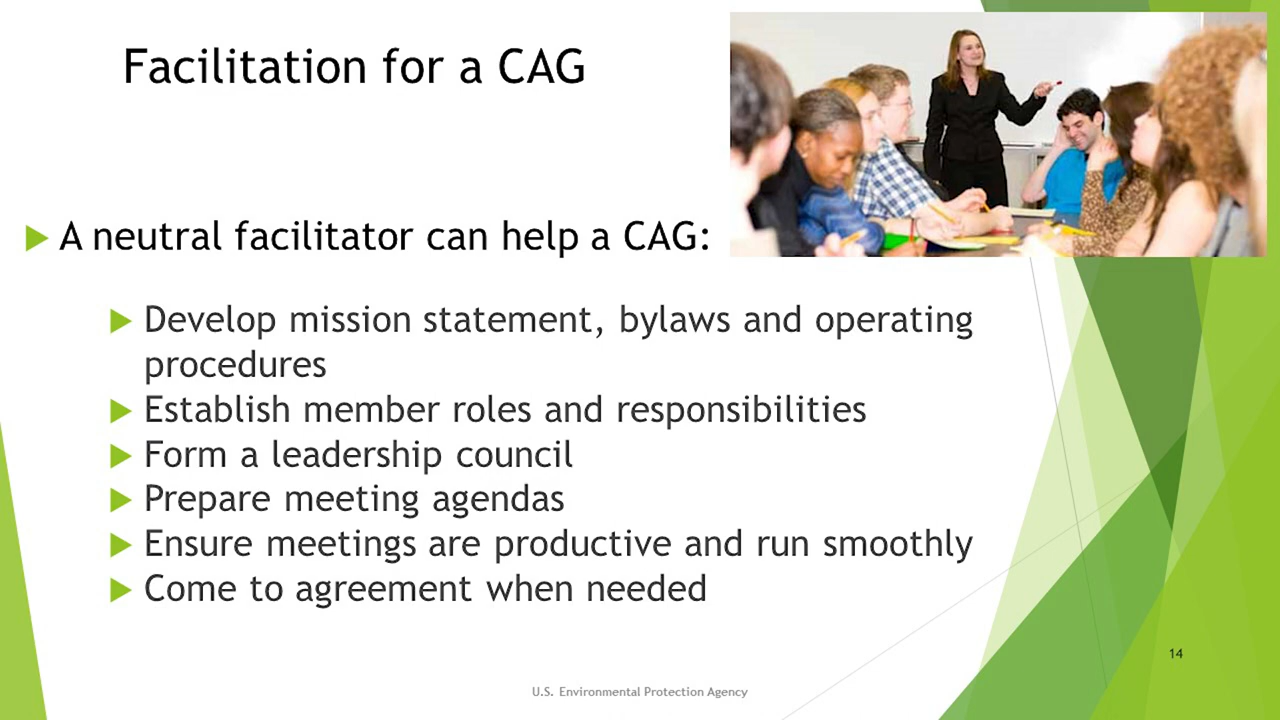 Facilitation for a CAG
A neutral facilitator can help a CAG:
Develop mission statement, bylaws and operating
procedures
Establish member roles and responsibilities
Form a leadership council
Prepare meeting agendas
Ensure meetings are productive and run smoothly
Come to agreement when needed
14
U.S. Environmental Protection Agency